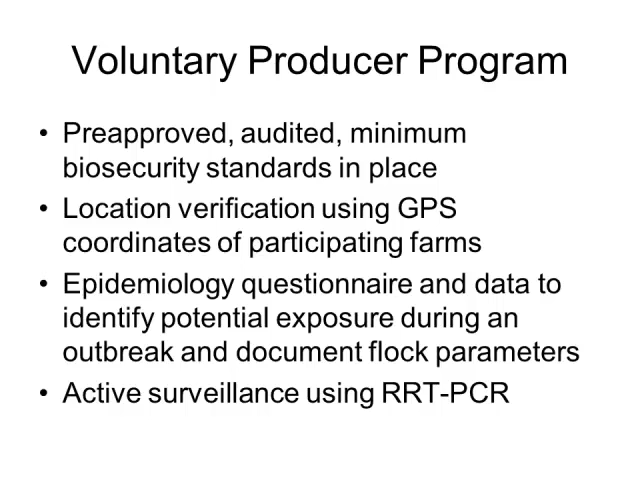 Voluntary Producer Program
• Preapproved, audited, minimum
biosecurity standards in place
• Location verification using GPS
coordinates of participating farms
• Epidemiology questionnaire and data to
identify potential exposure during an
outbreak and document flock parameters
• Active surveillance using RRT-PCR